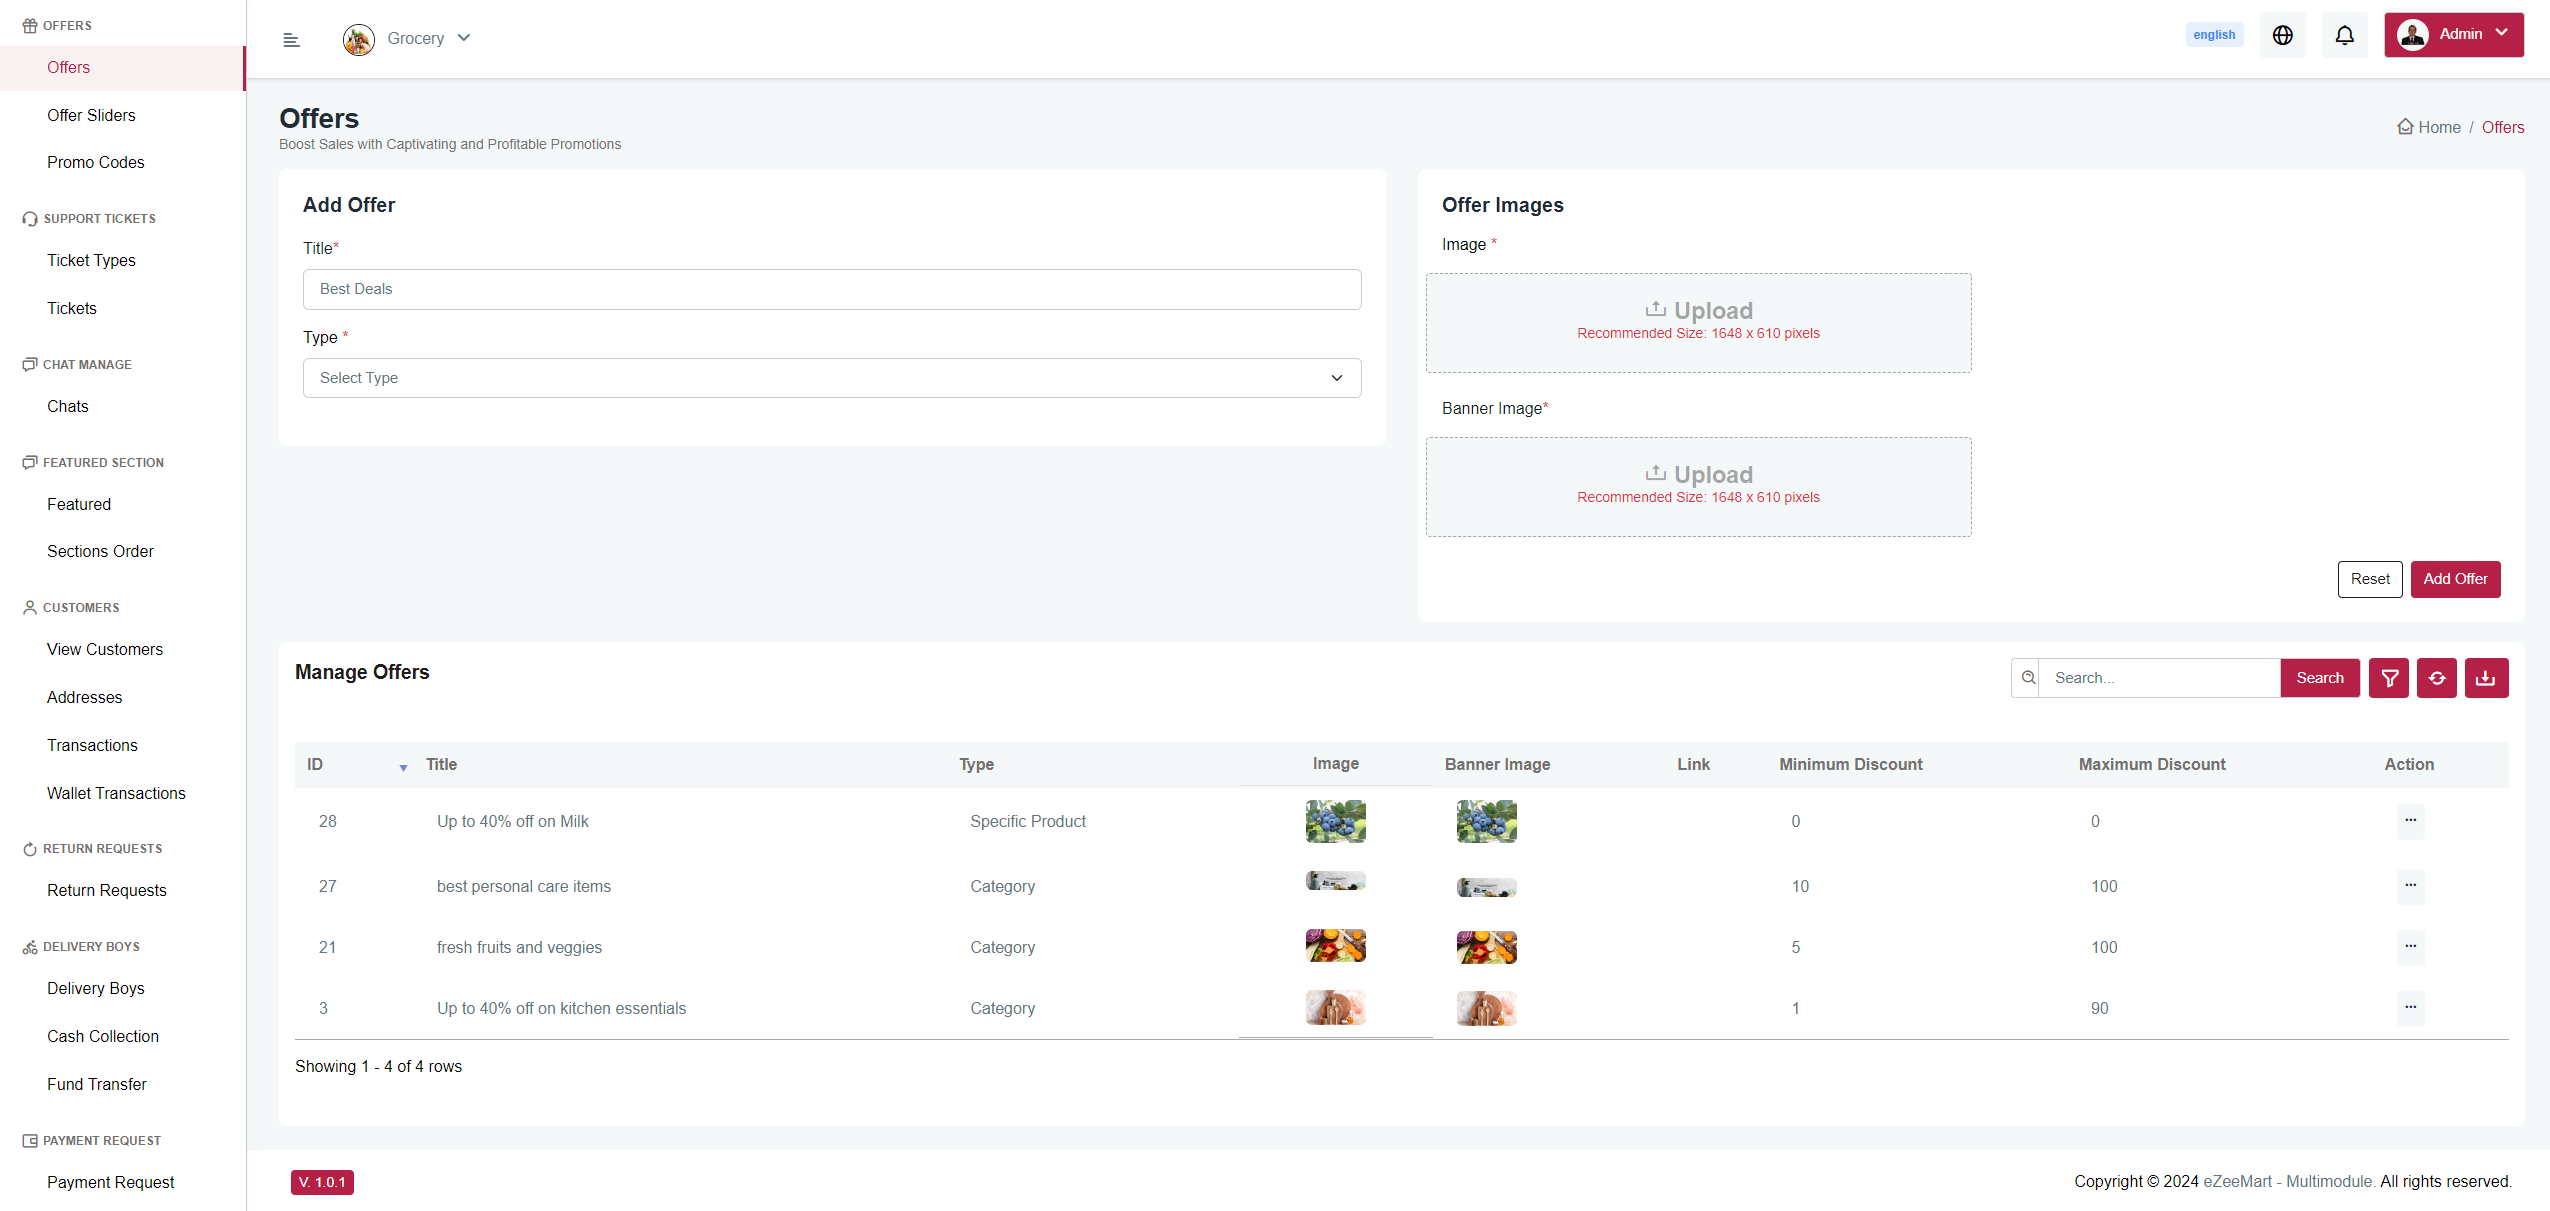 OFFERS
Offers
Offer Sliders
Promo Codes
SUPPORT TICKETS
Ticket Types
Tickets
CHAT MANAGE
Chats
FEATURED SECTION
Featured
Sections Order
CUSTOMERS
View Customers
Addresses
Transactions
Wallet Transactions
RETURN REQUESTS
Return Requests
DELIVERY BOYS
Delivery Boys
Cash Collection
Fund Transfer
PAYMENT REQUEST
Payment Request
Grocery
english
Admin
Offers
Boost Sales with Captivating and Profitable Promotions
Home / Offers
Add Offer
Title*
Best Deals
Type *
Select Type
Offer Images
Image *
Upload
Recommended Size: 1648 x 610 pixels
Banner Image*
Upload
Recommended Size: 1648 x 610 pixels
Reset Add Offer
Manage Offers
Search... Search
ID Title Type Image Banner Image Link Minimum Discount Maximum Discount Action
28 Up to 40% off on Milk Specific Product 0 0 ...
27 best personal care items Category 10 100 ...
21 fresh fruits and veggies Category 5 100 ...
3 Up to 40% off on kitchen essentials Category 1 90 ...
Showing 1 - 4 of 4 rows
V. 1.0.1
Copyright © 2024 eZeeMart - Multimodule. All rights reserved.